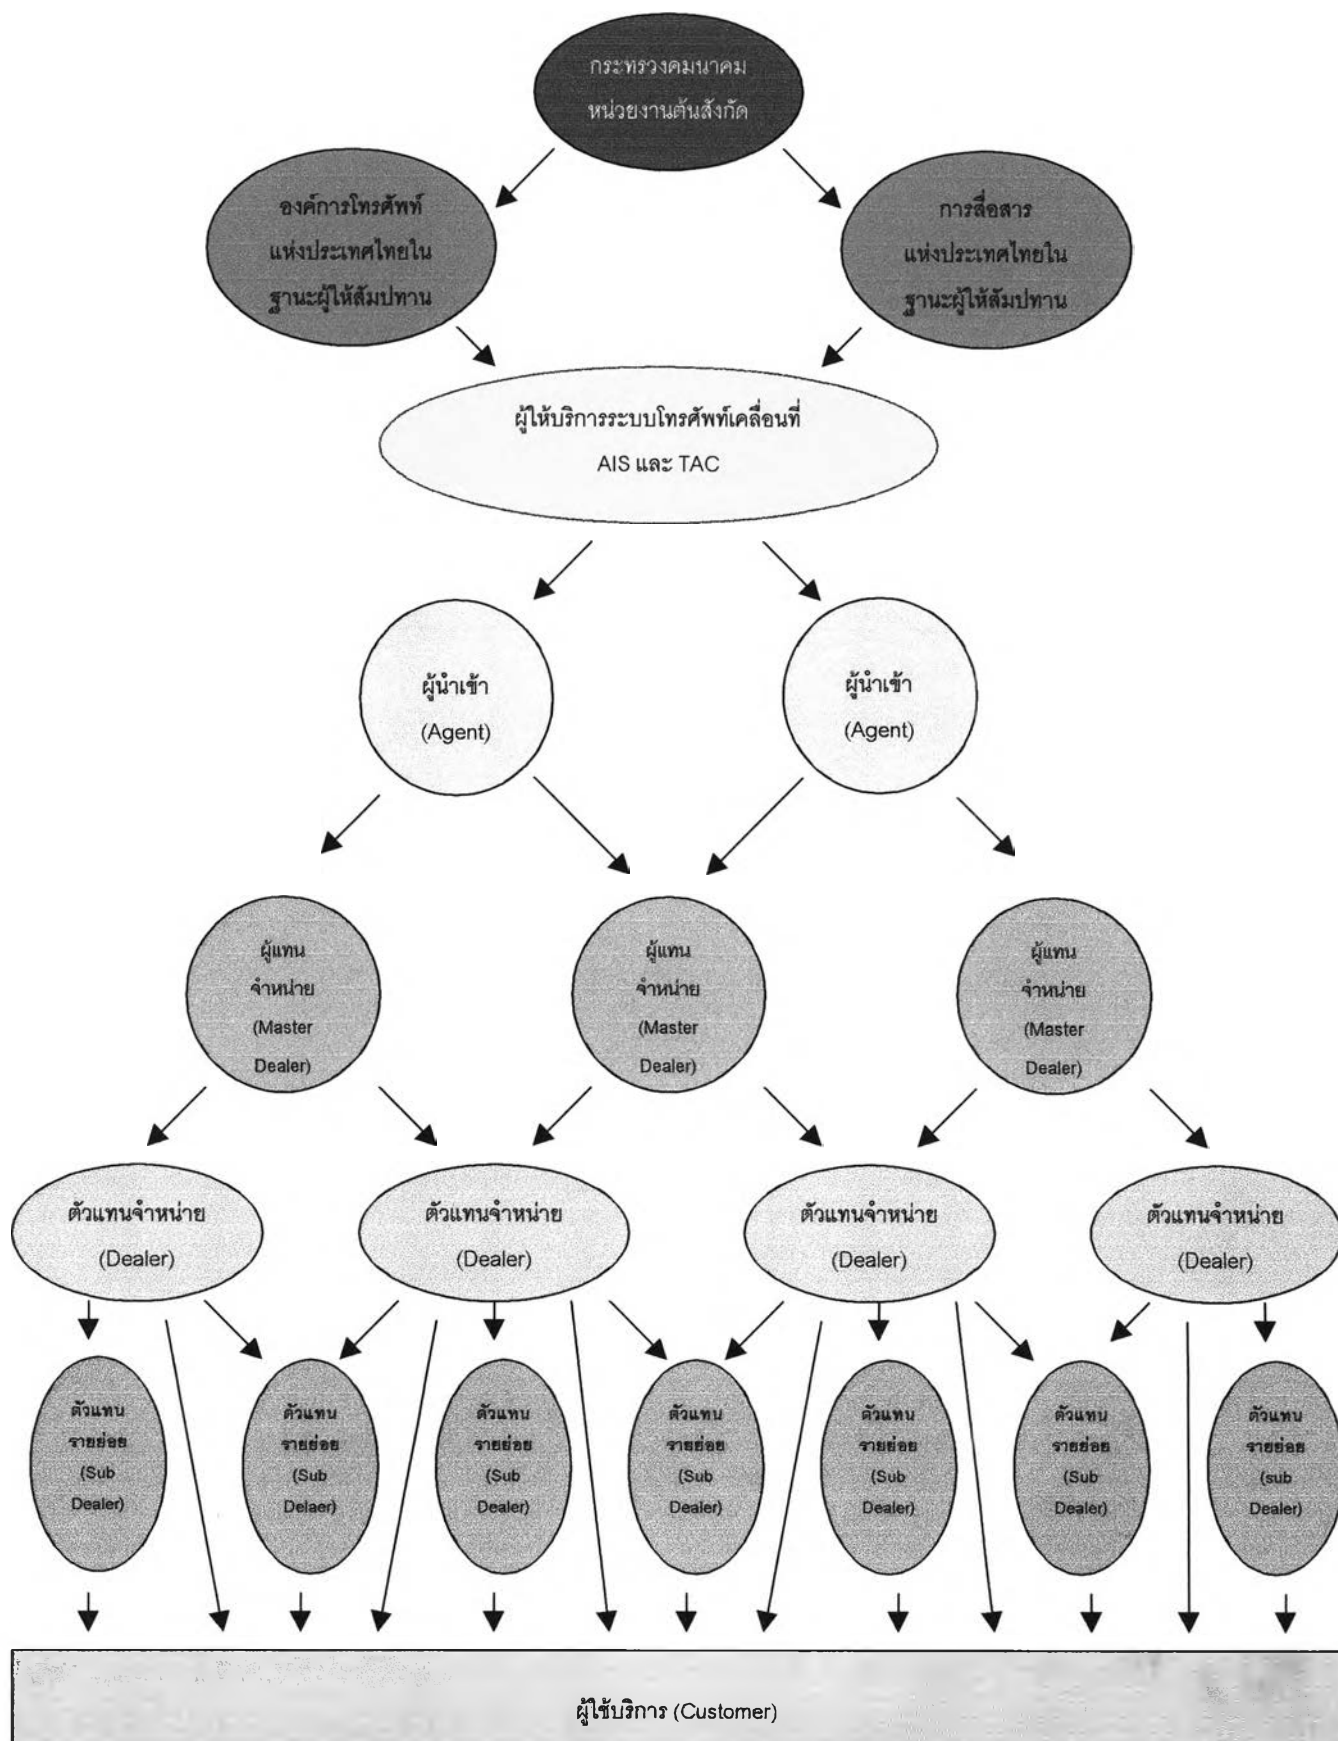 กระทรวงคมนาคม
หน่วยงานต้นสังกัด
องค์การโทรศัพท์
แห่งประเทศไทยใน
ฐานะผู้ให้สัมปทาน
การสื่อสาร
แห่งประเทศไทยใน
ฐานะผู้ให้สัมปทาน
ผู้ให้บริการระบบโทรศัพท์เคลื่อนที่
AIS และ TAC
ผู้นำเข้า
(Agent)
ผู้นำเข้า
(Agent)
ผู้แทน
จำหน่าย
(Master
Dealer)
ผู้แทน
จำหน่าย
(Master
Dealer)
ผู้แทน
จำหน่าย
(Master
Dealer)
ตัวแทนจำหน่าย
(Dealer)
ตัวแทนจำหน่าย
(Dealer)
ตัวแทนจำหน่าย
(Dealer)
ตัวแทนจำหน่าย
(Dealer)
ตัวแทน
รายย่อย
(Sub
Dealer)
ตัวแทน
รายย่อย
(Sub
Delaer)
ตัวแทน
รายย่อย
(Sub
Dealer)
ตัวแทน
รายย่อย
(Sub
Dealer)
ตัวแทน
รายย่อย
(Sub
Dealer)
ตัวแทน
รายย่อย
(Sub
Dealer)
ตัวแทน
รายย่อย
(sub
Dealer)
ผู้ใช้บริการ (Customer)